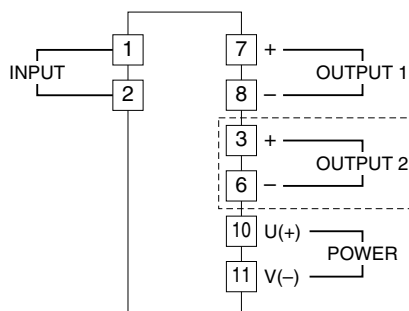 1 7 +
INPUT OUTPUT 1
2 8 –
3 +
OUTPUT 2
6 –
10 U(+)
POWER
11 V(–)